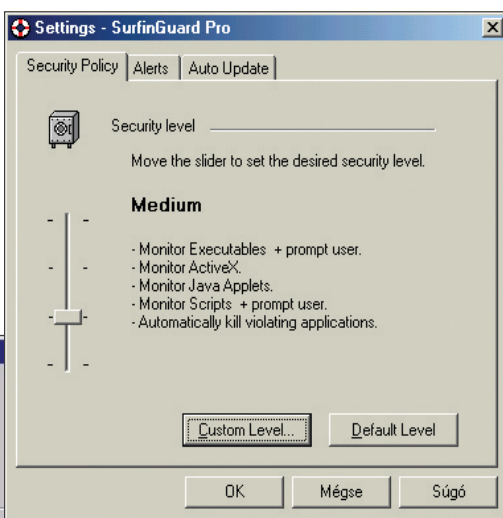 Settings - SurfinGuard Pro
Security Policy
Alerts
Auto Update
Security level
Move the slider to set the desired security level.
Medium
- Monitor Executables + prompt user.
- Monitor ActiveX.
- Monitor Java Applets.
- Monitor Scripts + prompt user.
- Automatically kill violating applications.
Custom Level...
Default Level
OK
Mégse
Súgó